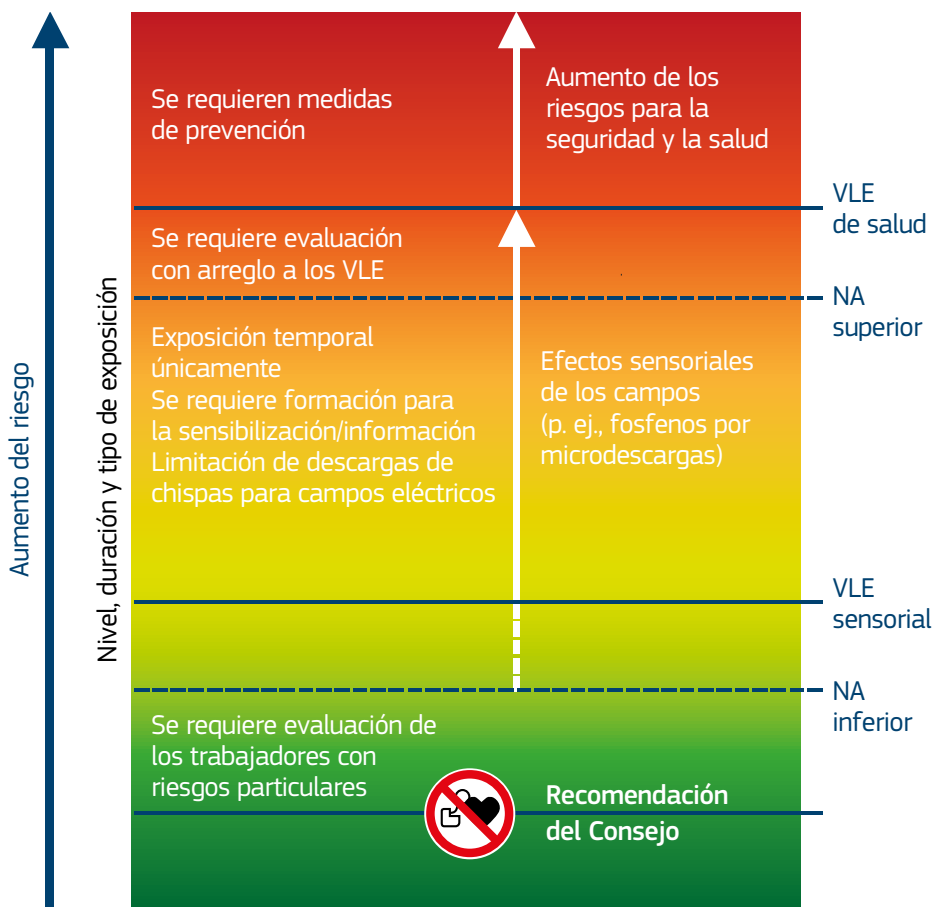 Aumento del riesgo
Nivel, duración y tipo de exposición
Se requieren medidas
de prevención
Aumento de los
riesgos para la
seguridad y la salud
VLE
de salud
Se requiere evaluación
con arreglo a los VLE
NA
superior
Exposición temporal
únicamente
Se requiere formación para
la sensibilización/información
Limitación de descargas de
chispas para campos eléctricos
Efectos sensoriales
de los campos
(p. ej., fosfenos por
microdescargas)
VLE
sensorial
NA
inferior
Se requiere evaluación de
los trabajadores con
riesgos particulares
Recomendación
del Consejo